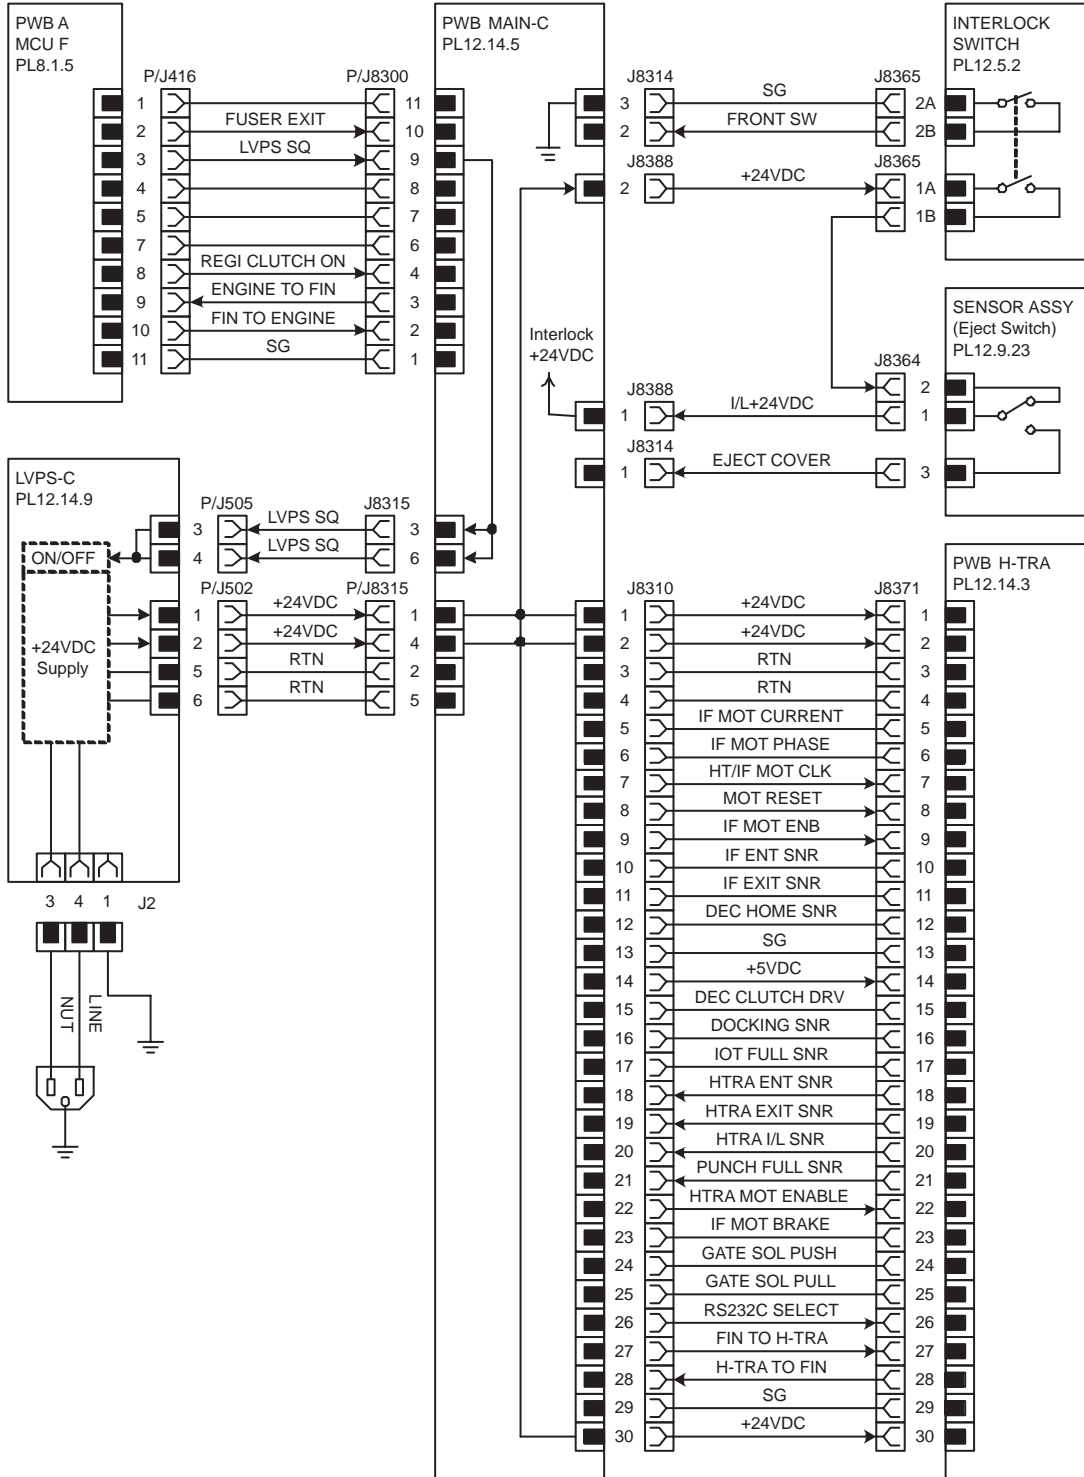 PWB A
MCU F
PL8.1.5
P/J416
P/J8300
1
11
2
FUSER EXIT
10
3
LVPS SQ
9
4
8
5
7
7
6
8
REGI CLUTCH ON
4
9
ENGINE TO FIN
3
10
FIN TO ENGINE
2
11
SG
1
LVPS-C
PL12.14.9
P/J505
J8315
3
LVPS SQ
3
4
LVPS SQ
6
ON/OFF
+24VDC
Supply
P/J502
P/J8315
1
+24VDC
1
2
+24VDC
4
5
RTN
2
6
RTN
5
3
4
1
J2
NUT
LINE
PWB MAIN-C
PL12.14.5
Interlock
+24VDC
J8314
J8365
3
SG
2A
2
FRONT SW
2B
J8388
J8365
2
+24VDC
1A
1B
INTERLOCK
SWITCH
PL12.5.2
SENSOR ASSY
(Eject Switch)
PL12.9.23
J8364
2
J8388
1
I/L+24VDC
1
J8314
1
EJECT COVER
3
PWB H-TRA
PL12.14.3
J8310
J8371
1
+24VDC
1
2
+24VDC
2
3
RTN
3
4
RTN
4
5
IF MOT CURRENT
5
6
IF MOT PHASE
6
7
HT/IF MOT CLK
7
8
MOT RESET
8
9
IF MOT ENB
9
10
IF ENT SNR
10
11
IF EXIT SNR
11
12
DEC HOME SNR
12
13
SG
13
14
+5VDC
14
15
DEC CLUTCH DRV
15
16
DOCKING SNR
16
17
IOT FULL SNR
17
18
HTRA ENT SNR
18
19
HTRA EXIT SNR
19
20
HTRA I/L SNR
20
21
PUNCH FULL SNR
21
22
HTRA MOT ENABLE
22
23
IF MOT BRAKE
23
24
GATE SOL PUSH
24
25
GATE SOL PULL
25
26
RS232C SELECT
26
27
FIN TO H-TRA
27
28
H-TRA TO FIN
28
29
SG
29
30
+24VDC
30